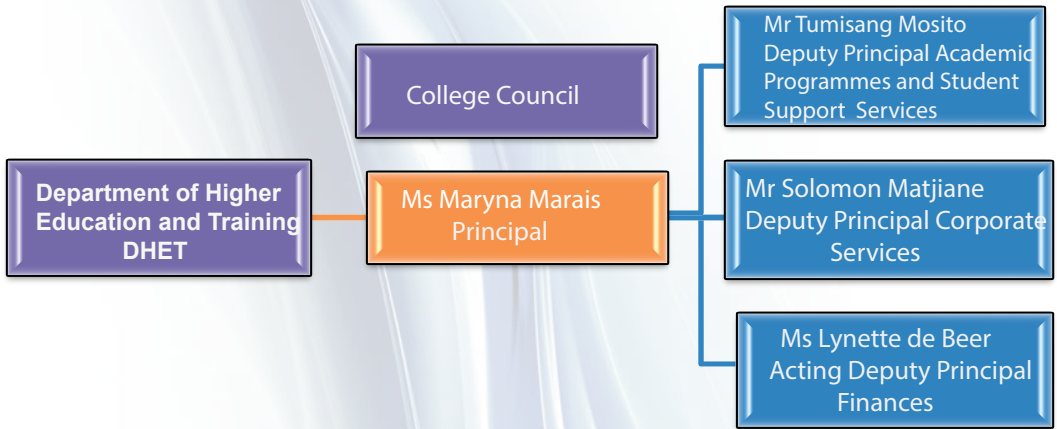 College Council
Department of Higher
Education and Training
DHET
Ms Maryna Marais
Principal
Mr Tumisang Mosito
Deputy Principal Academic
Programmes and Student
Support Services
Mr Solomon Matjiane
Deputy Principal Corporate
Services
Ms Lynette de Beer
Acting Deputy Principal
Finances